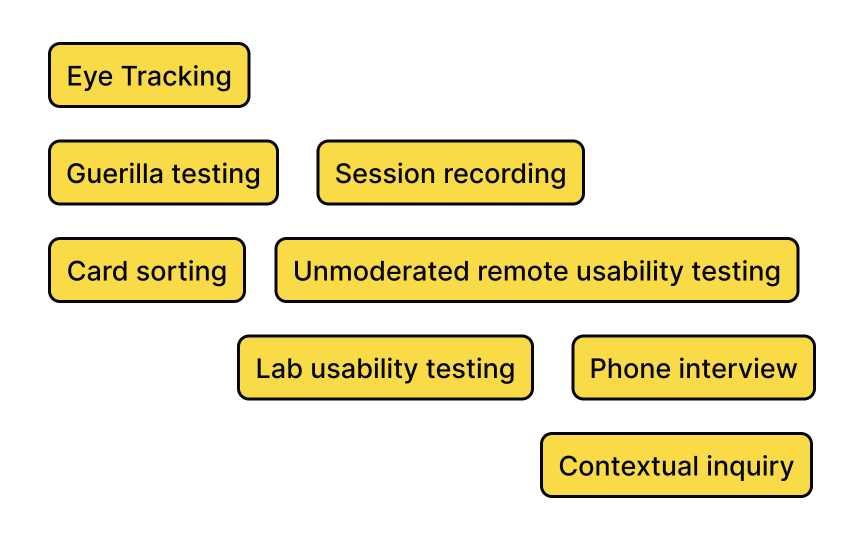 Eye Tracking
Guerilla testing
Session recording
Card sorting
Unmoderated remote usability testing
Lab usability testing
Phone interview
Contextual inquiry